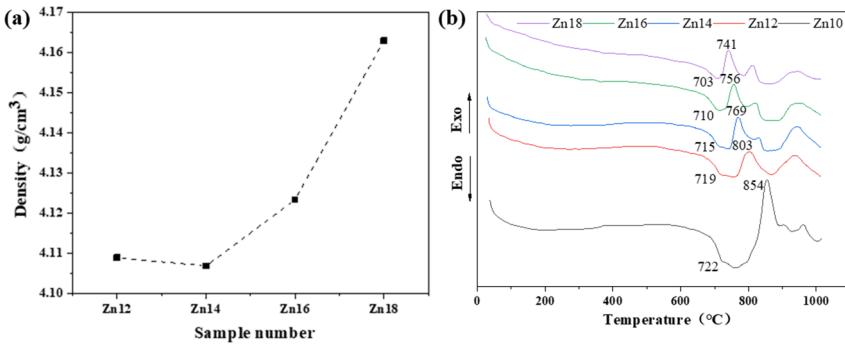 (a)
4.17
4.16
4.15
4.14
4.13
4.12
4.11
4.10
Density（g/cm³）
Zn12 Zn14 Zn16 Zn18
Sample number
(b)
Zn18 Zn16 Zn14 Zn12 Zn10
741
703 756
710 769
715 803
719
854
722
Exo
Endo
0 200 400 600 800 1000
Temperature（°C）